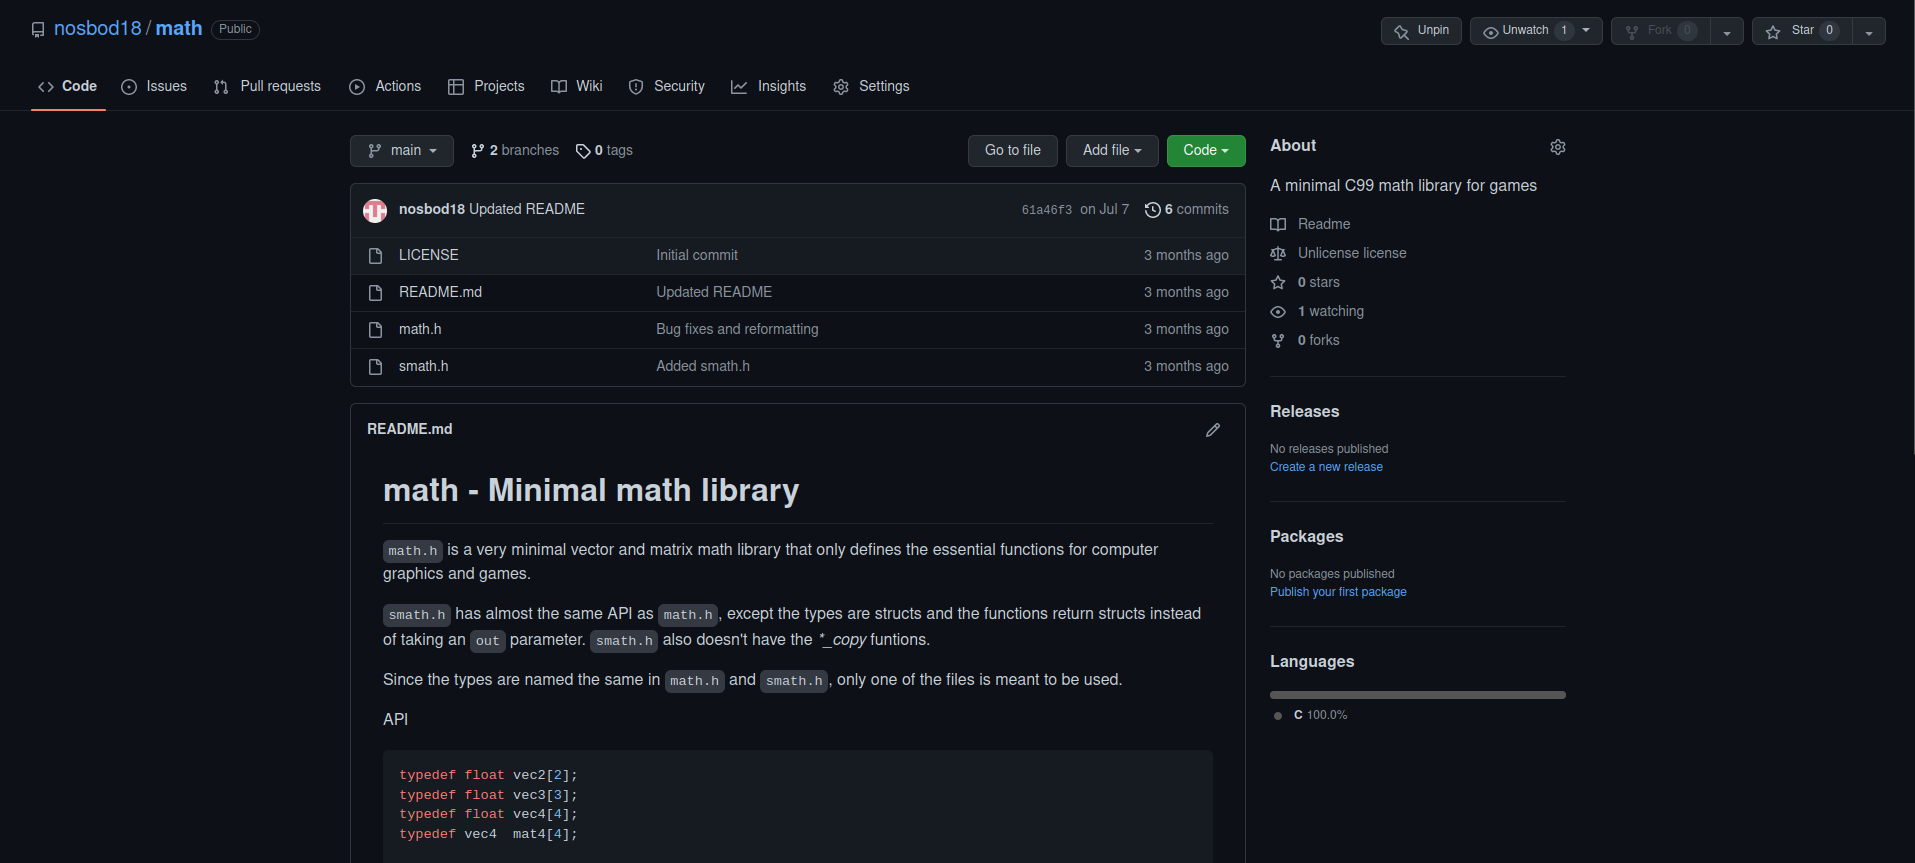 nosbod18 / math Public
Unpin Unwatch 1 Fork 0 Star 0
Code Issues Pull requests Actions Projects Wiki Security Insights Settings
main 2 branches 0 tags Go to file Add file Code
nosbod18 Updated README 61a46f3 on Jul 7 6 commits
LICENSE Initial commit 3 months ago
README.md Updated README 3 months ago
math.h Bug fixes and reformatting 3 months ago
smath.h Added smath.h 3 months ago
README.md
math - Minimal math library
math.h is a very minimal vector and matrix math library that only defines the essential functions for computer
graphics and games.
smath.h has almost the same API as math.h, except the types are structs and the functions return structs instead
of taking an out parameter. smath.h also doesn't have the *_copy funtions.
Since the types are named the same in math.h and smath.h, only one of the files is meant to be used.
API
typedef float vec2[2];
typedef float vec3[3];
typedef float vec4[4];
typedef vec4  mat4[4];
About
A minimal C99 math library for games
Readme
Unlicense license
0 stars
1 watching
0 forks
Releases
No releases published
Create a new release
Packages
No packages published
Publish your first package
Languages
C 100.0%